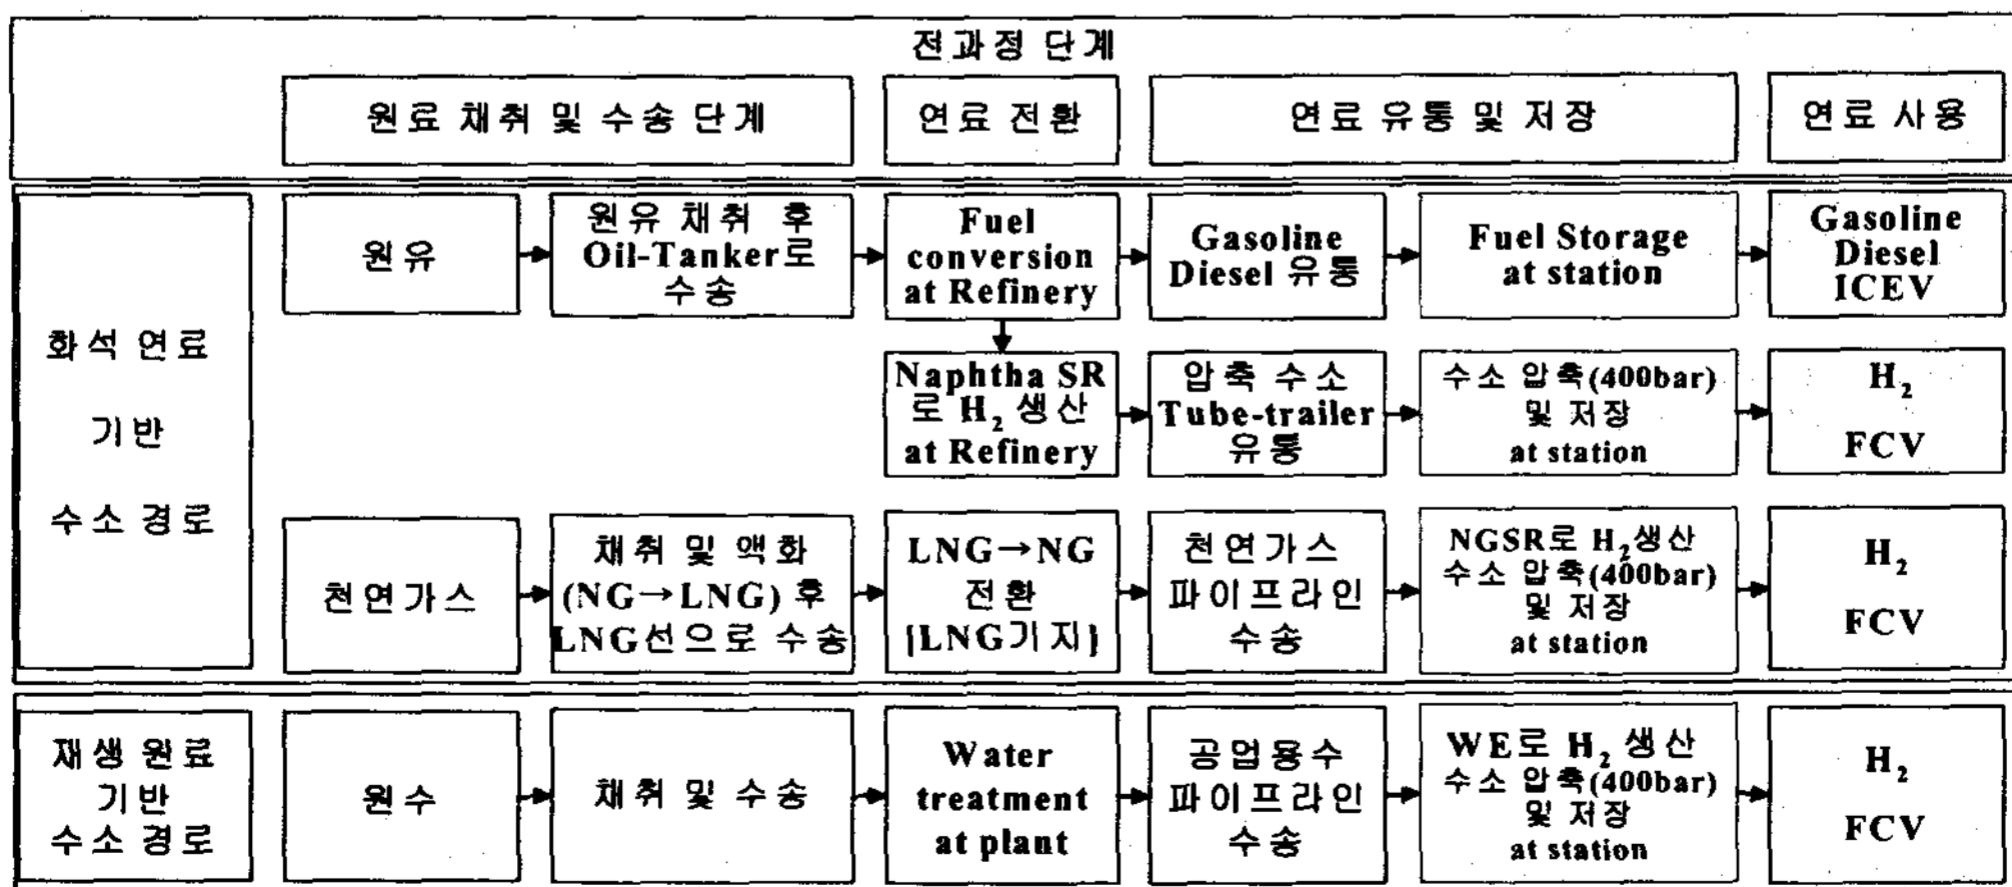 전과정 단계
원료 채취 및 수송 단계
연료 전환
연료 유통 및 저장
연료 사용
화석 연료
기반
수소 경로
원유
원유 채취 후
Oil-Tanker로
수송
Fuel
conversion
at Refinery
Gasoline
Diesel 유통
Fuel Storage
at station
Gasoline
Diesel
ICEV
Naphtha SR
로 H₂ 생산
at Refinery
압축 수소
Tube-trailer
유통
수소 압축(400bar)
및 저장
at station
H₂
FCV
천연가스
채취 및 액화
(NG→LNG) 후
LNG선으로 수송
LNG→NG
전환
[LNG기지]
천연가스
파이프라인
수송
NGSR로 H₂생산
수소 압축(400bar)
및 저장
at station
H₂
FCV
재생 원료
기반
수소 경로
원수
채취 및 수송
Water
treatment
at plant
공업용수
파이프라인
수송
WE로 H₂ 생산
수소 압축(400bar)
및 저장
at station
H₂
FCV